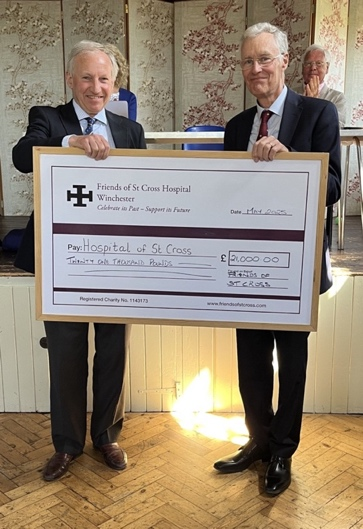 Friends of St Cross Hospital
Winchester
Celebrate its Past - Support its Future
Date: May 2025
Pay: Hospital of St Cross
Twenty one thousand pounds
£ 21,000.00
Friends of
St Cross
Registered Charity No. 1140175
www.friendsofstcross.com